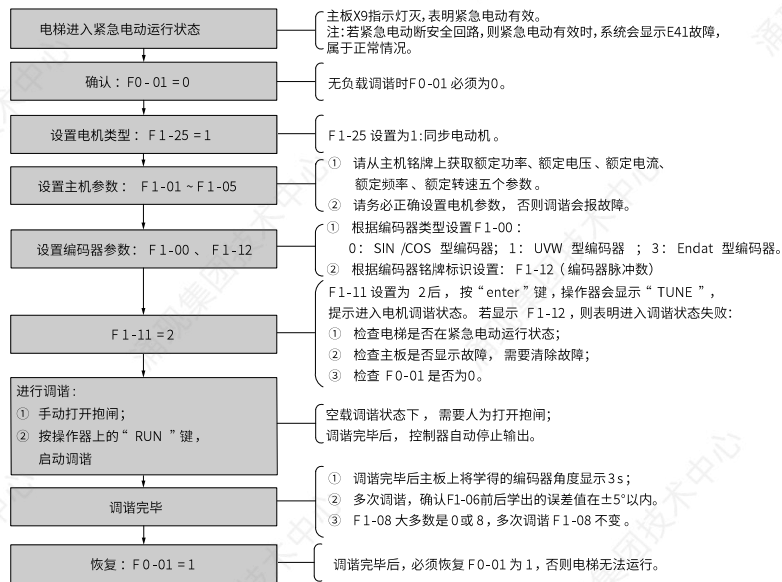 电梯进入紧急电动运行状态
主板X9指示灯灭,表明紧急电动有效。
注:若紧急电动断安全回路,则紧急电动有效时,系统会显示E41故障,
属于正常情况。
确认：F0-01=0
无负载调谐时F0-01必须为0。
设置电机类型：F1-25=1
F1-25 设置为1:同步电动机。
设置主机参数： F1-01~F1-05
① 请从主机铭牌上获取额定功率、额定电压、额定电流、
额定频率、额定转速五个参数。
② 请务必正确设置电机参数，否则调谐会报故障。
设置编码器参数：F1-00、F1-12
① 根据编码器类型设置F1-00：
0：SIN /COS 型编码器；1：UVW 型编码器 ；3：Endat 型编码器。
② 根据编码器铭牌标识设置：F1-12（编码器脉冲数）
F1-11=2
F1-11设置为 2后，按“enter”键，操作器会显示“TUNE”，
提示进入电机调谐状态。若显示 F1-12，则表明进入调谐状态失败：
① 检查电梯是否在紧急电动运行状态；
② 检查主板是否显示故障，需要清除故障；
③ 检查 F0-01是否为0。
进行调谐：
① 手动打开抱闸；
② 按操作器上的“ RUN ”键，
启动调谐
空载调谐状态下，需要人为打开抱闸；
调谐完毕后，控制器自动停止输出。
调谐完毕
① 调谐完毕后主板上将学得的编码器角度显示3s；
② 多次调谐，确认F1-06前后学出的误差值在±5°以内。
③ F1-08大多数是0或8，多次调谐F1-08不变。
恢复：F0-01=1
调谐完毕后，必须恢复F0-01为1，否则电梯无法运行。